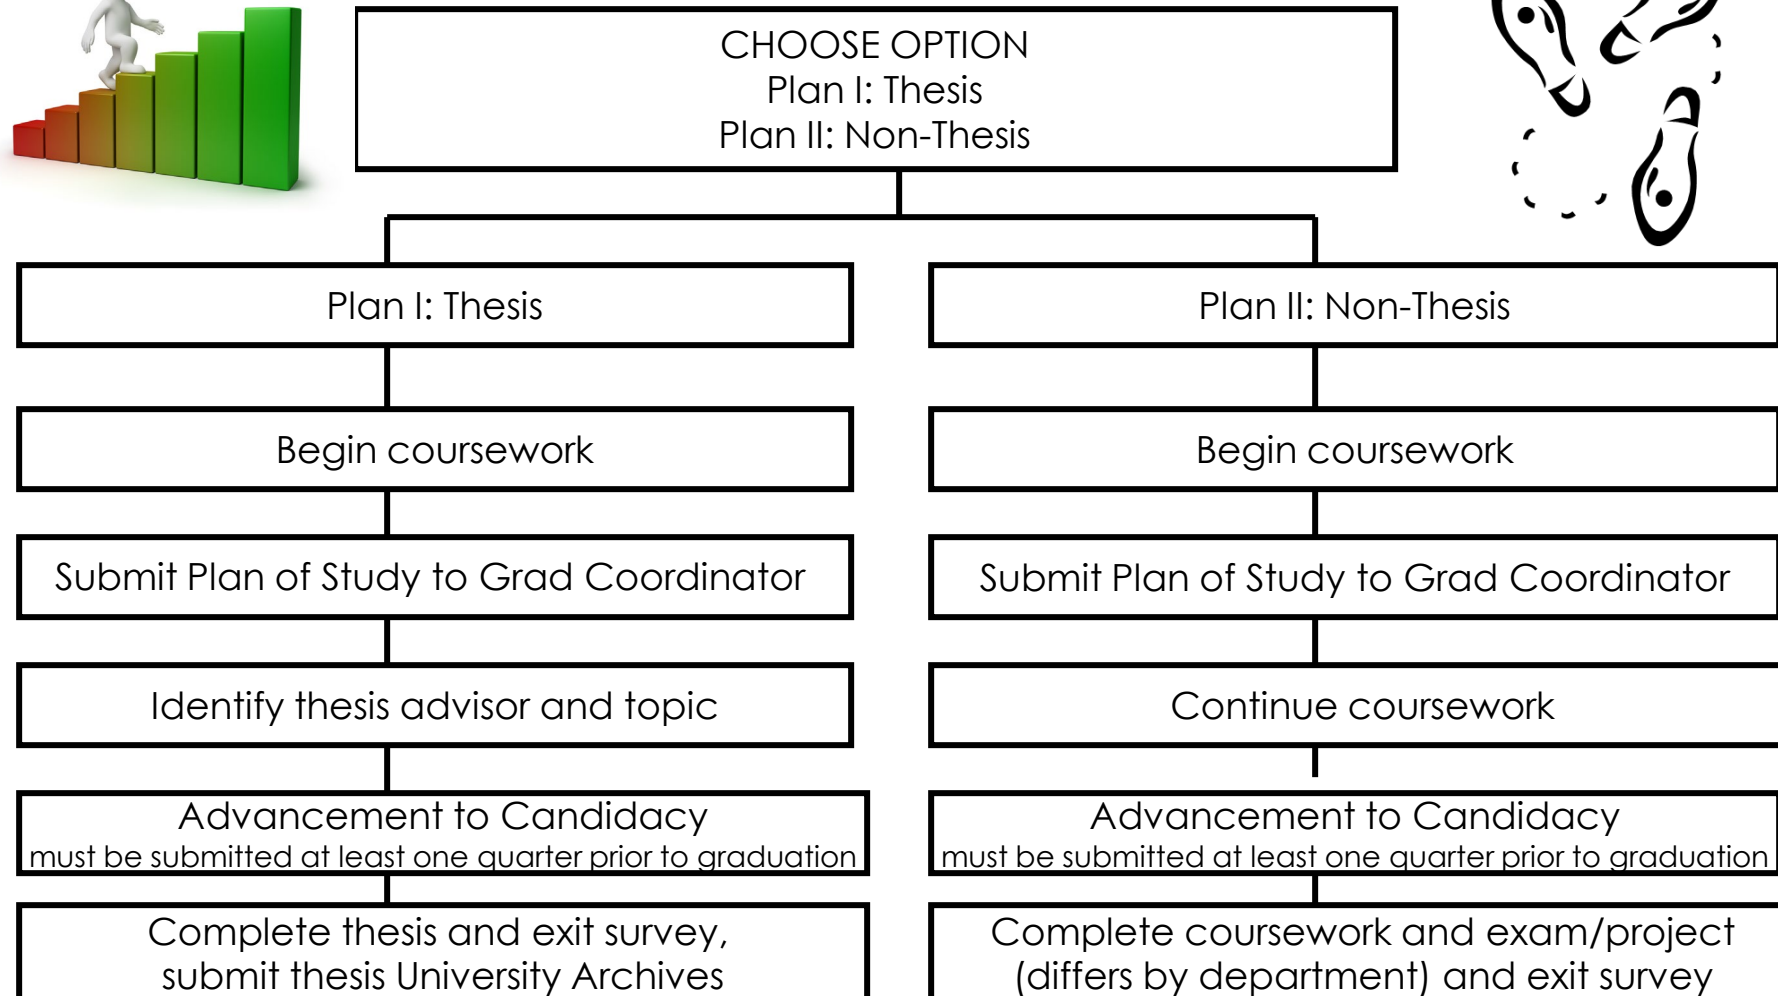 CHOOSE OPTION
Plan I: Thesis
Plan II: Non-Thesis
Plan I: Thesis
Begin coursework
Submit Plan of Study to Grad Coordinator
Identify thesis advisor and topic
Advancement to Candidacy
must be submitted at least one quarter prior to graduation
Complete thesis and exit survey,
submit thesis University Archives
Plan II: Non-Thesis
Begin coursework
Submit Plan of Study to Grad Coordinator
Continue coursework
Advancement to Candidacy
must be submitted at least one quarter prior to graduation
Complete coursework and exam/project
(differs by department) and exit survey